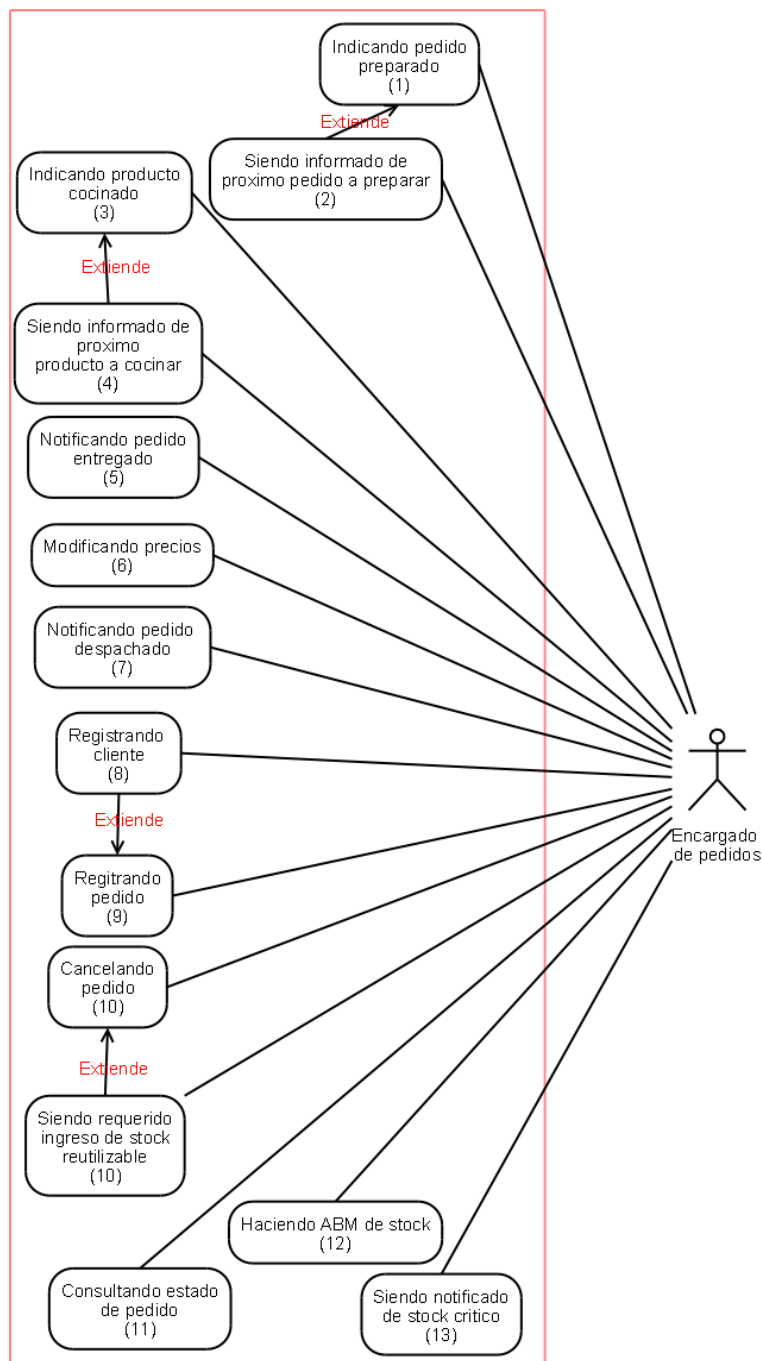 Indicando pedido
preparado
(1)
Extiende
Siendo informado de
proximo pedido a preparar
(2)
Indicando producto
cocinado
(3)
Extiende
Siendo informado de
proximo
producto a cocinar
(4)
Notificando pedido
entregado
(5)
Modificando precios
(6)
Notificando pedido
despachado
(7)
Registrando
cliente
(8)
Extiende
Regitrando
pedido
(9)
Encargado
de pedidos
Cancelando
pedido
(10)
Extiende
Siendo requerido
ingreso de stock
reutilizable
(10)
Haciendo ABM de stock
(12)
Consultando estado
de pedido
(11)
Siendo notificado
de stock critico
(13)